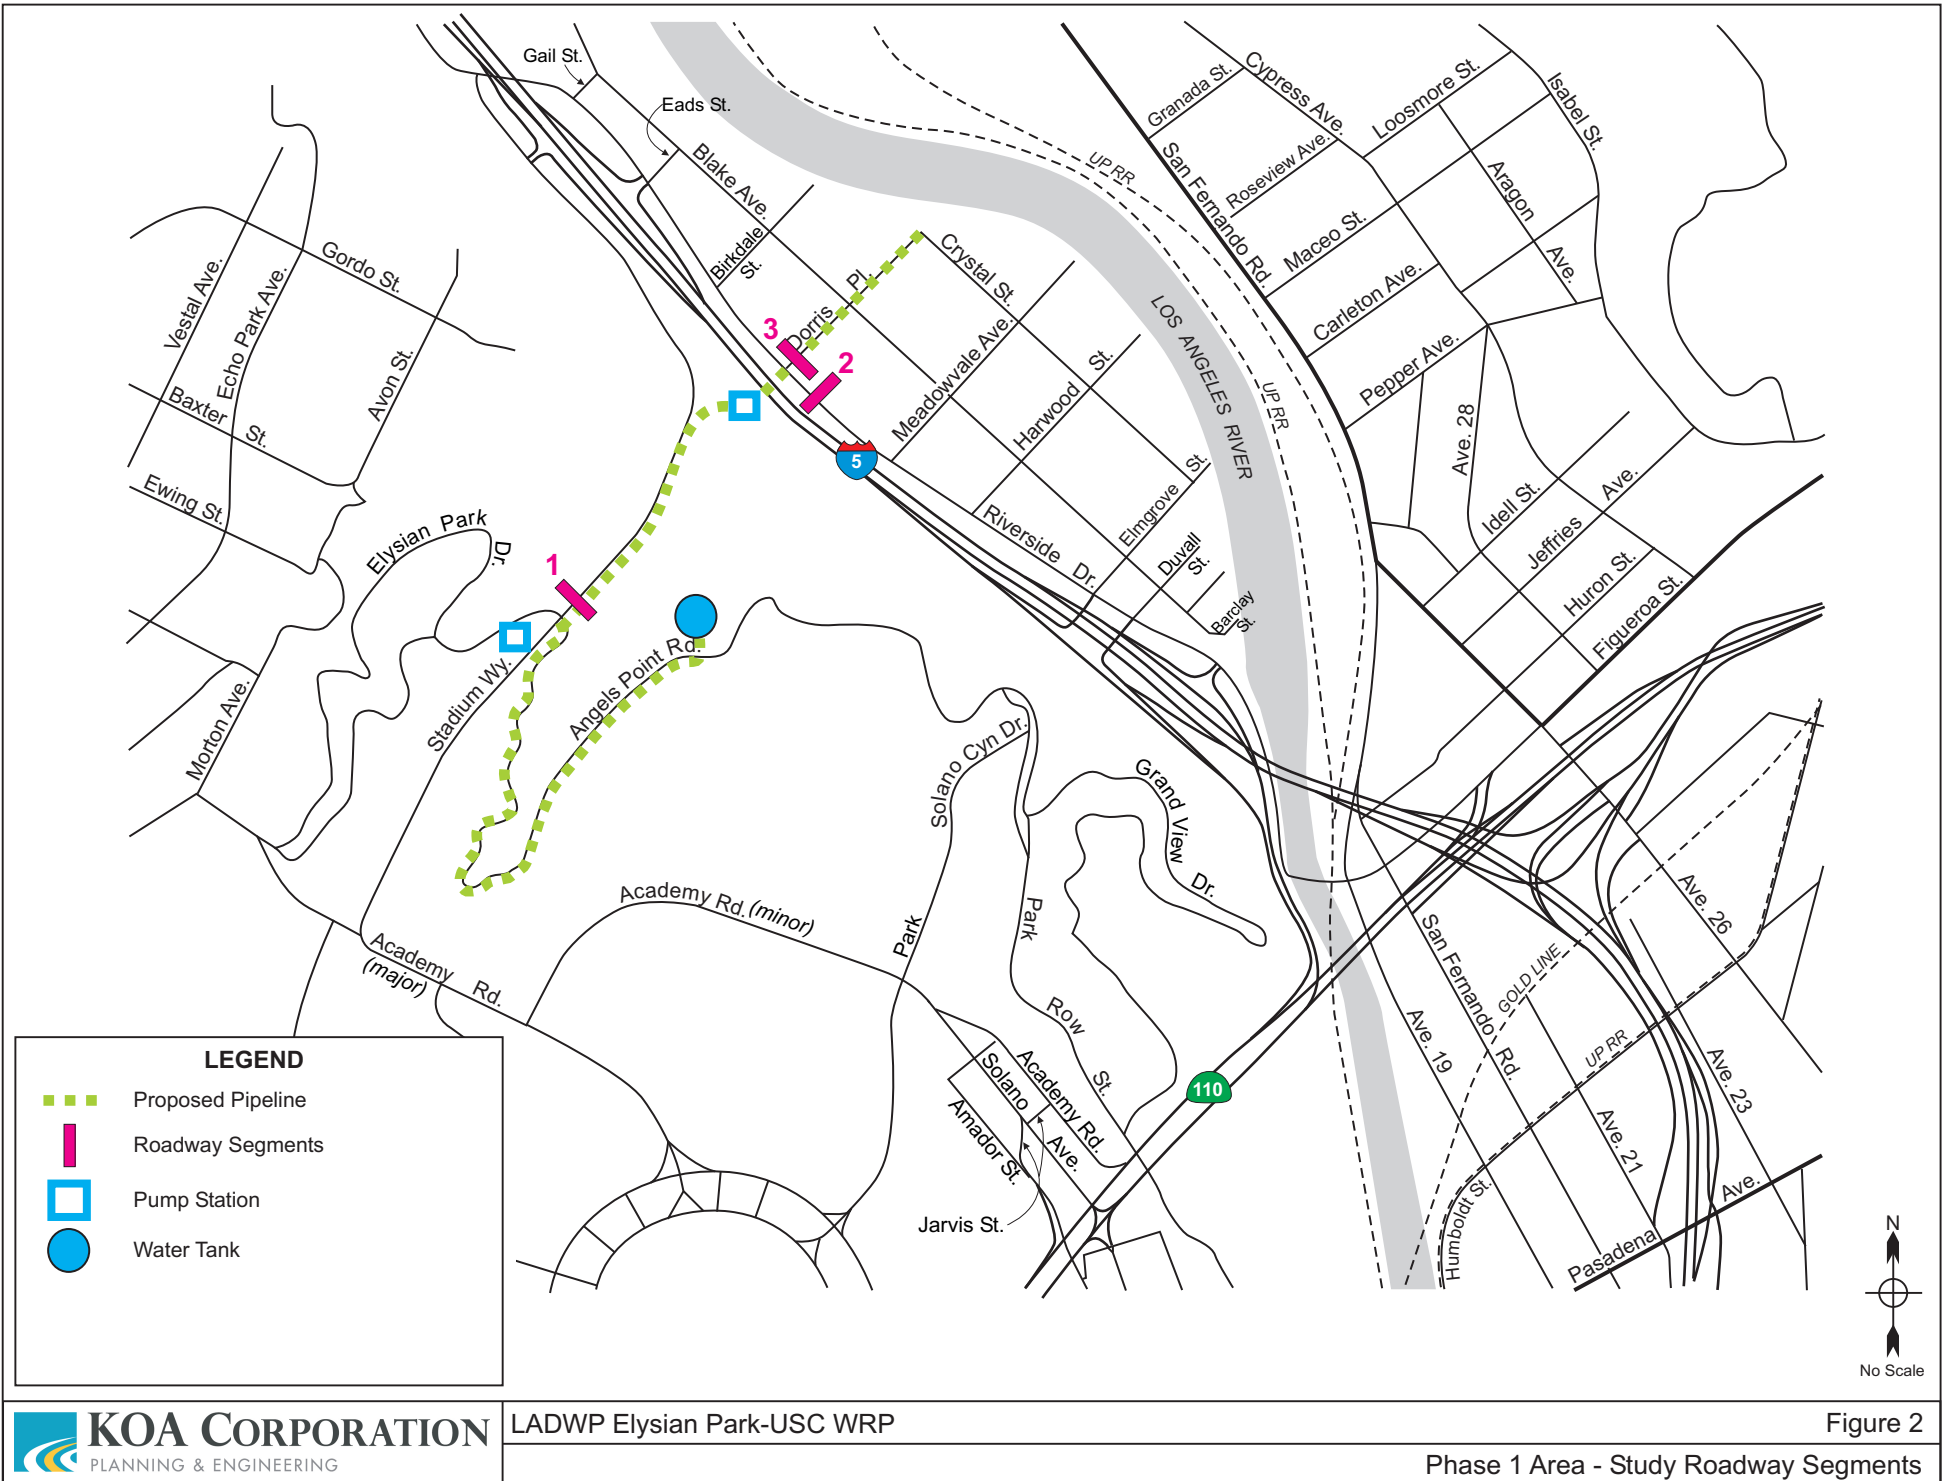 Gail St.
Eads St.
Blake Ave.
Birkdale
St.
Vestal Ave.
Echo Park Ave.
Gordo St.
Avon St.
Baxter
St.
Ewing St.
Elysian Park
Dr.
Morton Ave.
Stadium Wy.
Angels Point Rd.
1
2
3
Dorris Pl.
Crystal St.
Meadowvale Ave.
Harwood St.
Elmgrove St.
Duvall
St.
Barclay
St.
Riverside Dr.
5
LOS ANGELES RIVER
UP RR
UP RR
San Fernando Rd.
Granada St.
Cypress Ave.
Roseview Ave.
Loosmore St.
Isabel St.
Aragon Ave.
Maceo St.
Carleton Ave.
Pepper Ave.
Ave. 28
Idell St.
Jeffries Ave.
Huron St.
Figueroa St.
Solano Cyn Dr.
Grand View Dr.
Academy Rd. (minor)
Academy Rd.
(major)
Park
Park Row St.
Solano Ave.
Academy Rd.
Amador St.
Jarvis St.
110
San Fernando Rd.
GOLD LINE
UP RR
Ave. 26
Ave. 19
Ave. 21
Ave. 23
Humboldt St.
Pasadena Ave.
LEGEND
Proposed Pipeline
Roadway Segments
Pump Station
Water Tank
N
No Scale
KOA CORPORATION
PLANNING & ENGINEERING
LADWP Elysian Park-USC WRP
Figure 2
Phase 1 Area - Study Roadway Segments